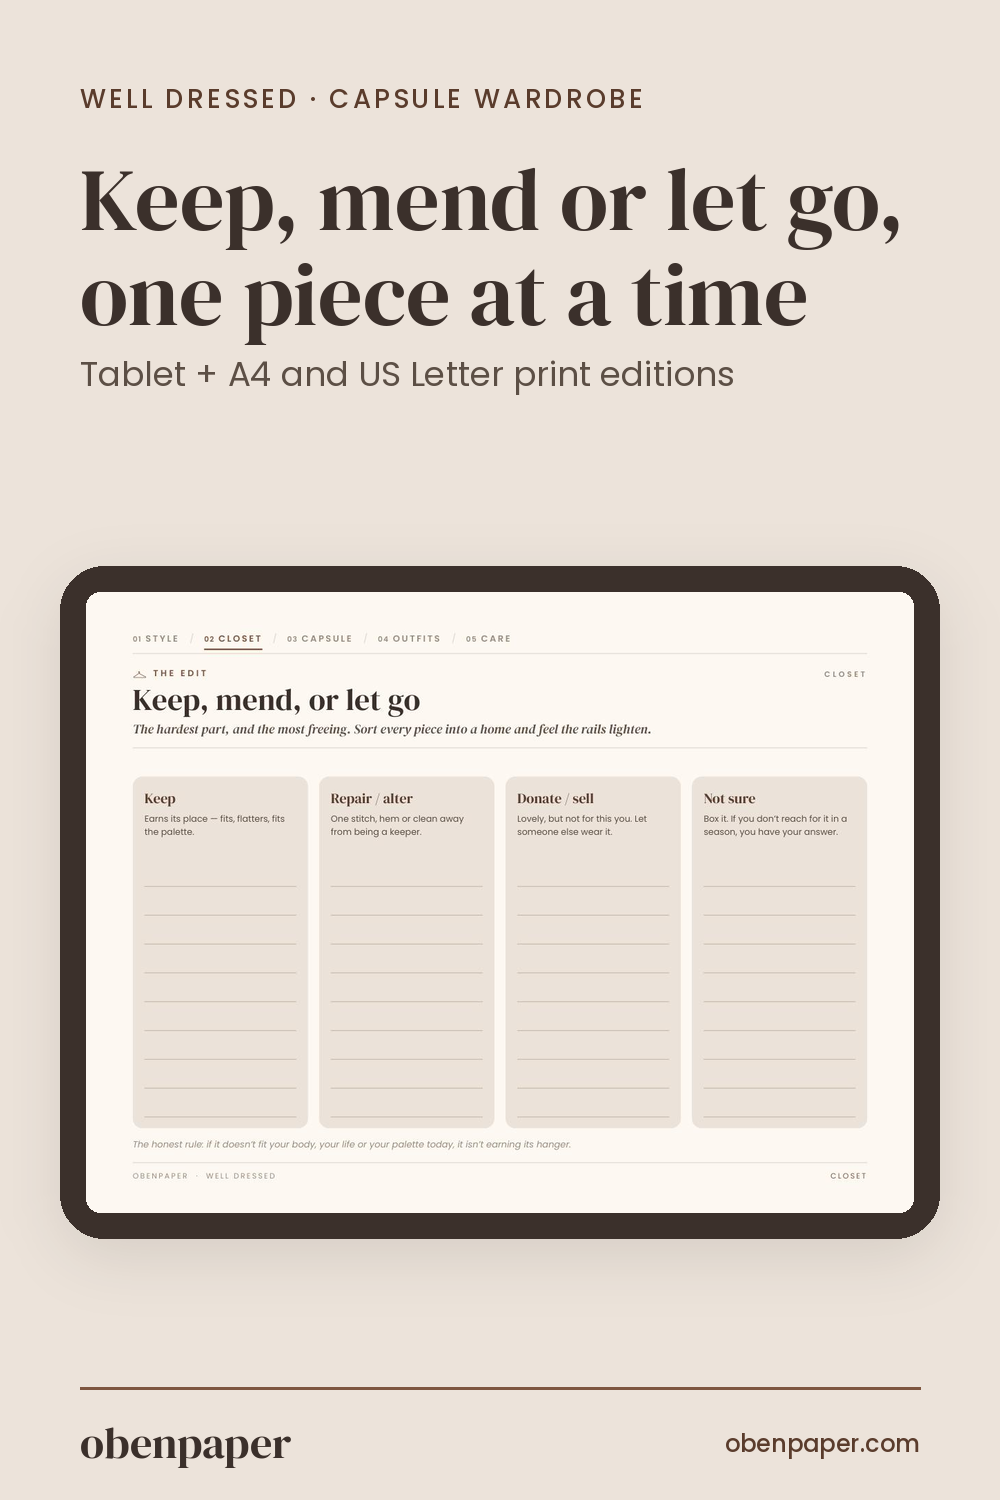 WELL DRESSED · CAPSULE WARDROBE
Keep, mend or let go,
one piece at a time
Tablet + A4 and US Letter print editions
01 STYLE / 02 CLOSET / 03 CAPSULE / 04 OUTFITS / 05 CARE
THE EDIT
CLOSET
Keep, mend, or let go
The hardest part, and the most freeing. Sort every piece into a home and feel the rails lighten.
Keep
Earns its place — fits, flatters, fits
the palette.
Repair / alter
One stitch, hem or clean away
from being a keeper.
Donate / sell
Lovely, but not for this you. Let
someone else wear it.
Not sure
Box it. If you don’t reach for it in a
season, you have your answer.
The honest rule: if it doesn’t fit your body, your life or your palette today, it isn’t earning its hanger.
OBENPAPER · WELL DRESSED
CLOSET
obenpaper
obenpaper.com